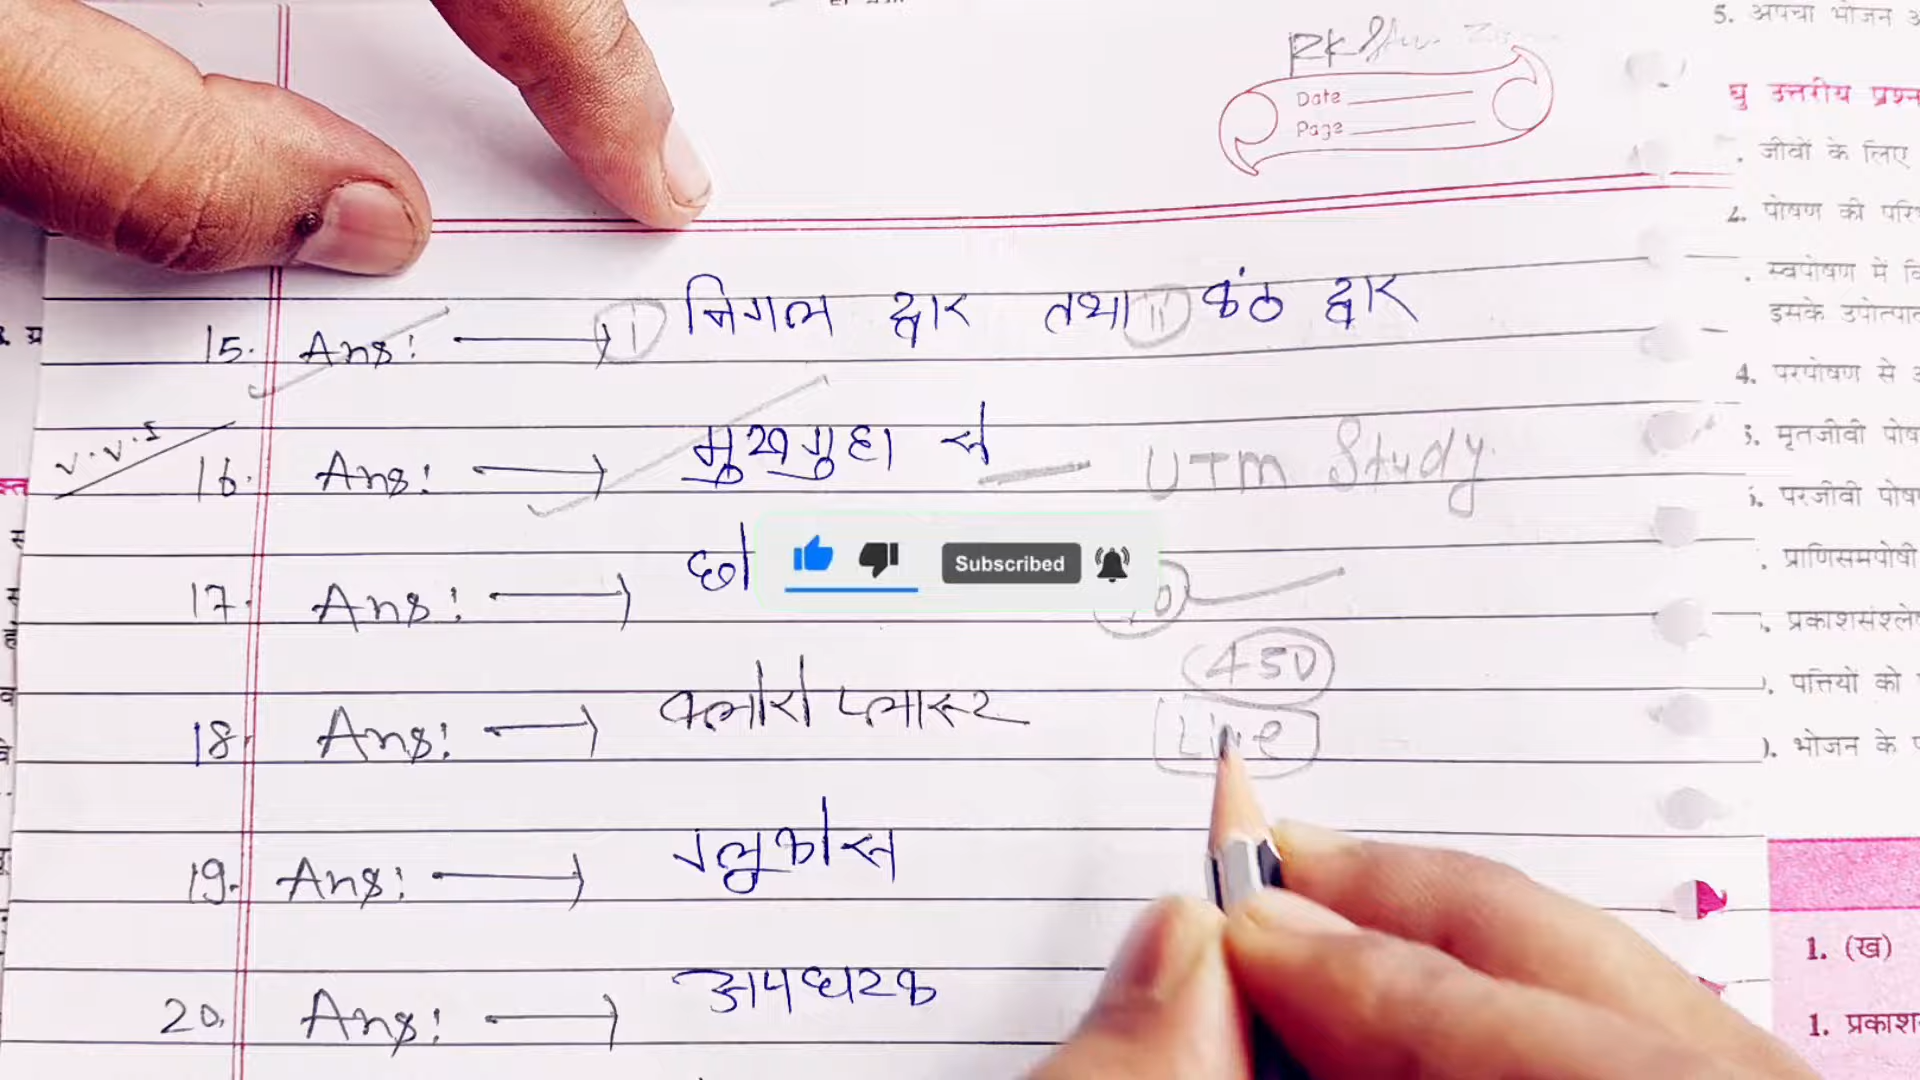 5. अपचा भोजन
RK
Date
Page
घु उत्तरीय प्रश्न
जीवों के लिए
2. पोषण की परि
स्वपोषण में
इसके उपोत्पाद
15. Ans: → i निगल द्वार तथा ii कंठ द्वार
4. परपोषण से
V.V.I
16. Ans: → मुखगुहा से
UTM Study
मृतजीवी पोष
परजीवी पोष
17. Ans: → छो
Subscribed
प्राणिसमपोषी
प्रकाशसंश्ले
450
18. Ans: → क्लोरोप्लास्ट
Live
पत्तियों को
). भोजन के
19. Ans: → ग्लूकोस
1. (ख)
20. Ans: → अपघटक
1. प्रकाश